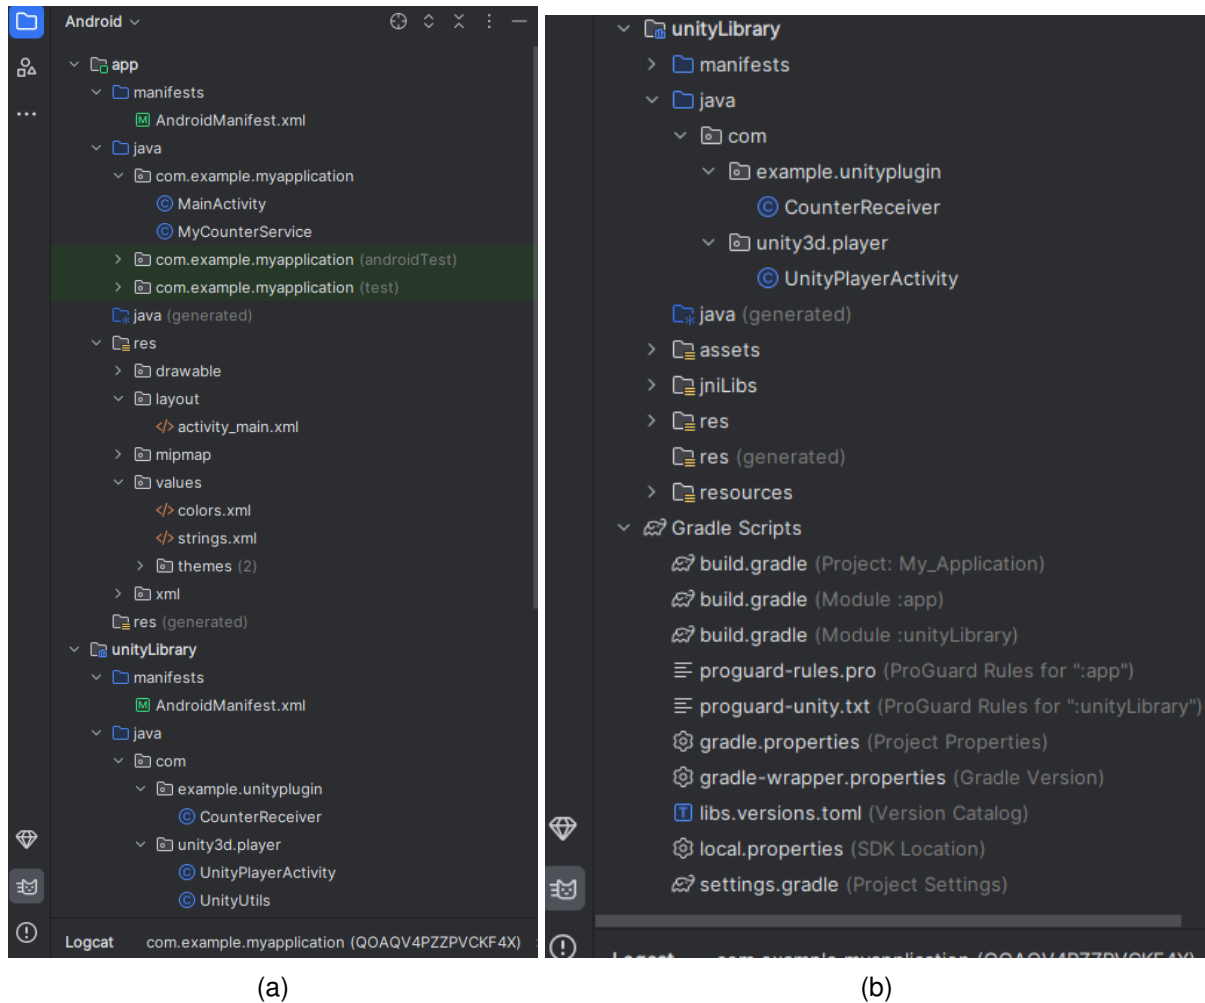 Android
app
manifests
AndroidManifest.xml
java
com.example.myapplication
MainActivity
MyCounterService
com.example.myapplication (androidTest)
com.example.myapplication (test)
java (generated)
res
drawable
layout
activity_main.xml
mipmap
values
colors.xml
strings.xml
themes (2)
xml
res (generated)
unityLibrary
manifests
AndroidManifest.xml
java
com
example.unityplugin
CounterReceiver
unity3d.player
UnityPlayerActivity
UnityUtils
Logcat com.example.myapplication (QOAQV4PZZPVCKF4X)
(a)
unityLibrary
manifests
java
com
example.unityplugin
CounterReceiver
unity3d.player
UnityPlayerActivity
java (generated)
assets
jniLibs
res
res (generated)
resources
Gradle Scripts
build.gradle (Project: My_Application)
build.gradle (Module :app)
build.gradle (Module :unityLibrary)
proguard-rules.pro (ProGuard Rules for ":app")
proguard-unity.txt (ProGuard Rules for ":unityLibrary")
gradle.properties (Project Properties)
gradle-wrapper.properties (Gradle Version)
libs.versions.toml (Version Catalog)
local.properties (SDK Location)
settings.gradle (Project Settings)
Logcat com.example.myapplication (QOAQV4PZZPVCKF4X)
(b)